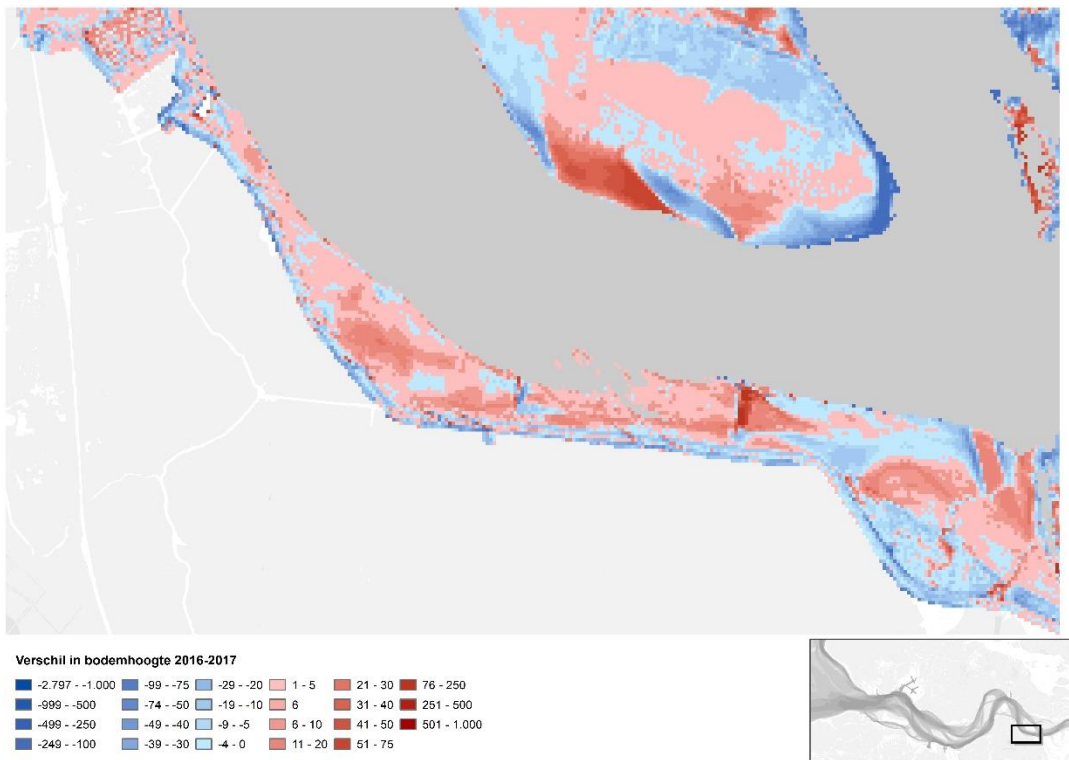 Verschil in bodemhoogte 2016-2017
-2.797 - -1.000 -99 - -75 -29 - -20 1 - 5 21 - 30 76 - 250
-999 - -500 -74 - -50 -19 - -10 6 31 - 40 251 - 500
-499 - -250 -49 - -40 -9 - -5 6 - 10 41 - 50 501 - 1.000
-249 - -100 -39 - -30 -4 - 0 11 - 20 51 - 75